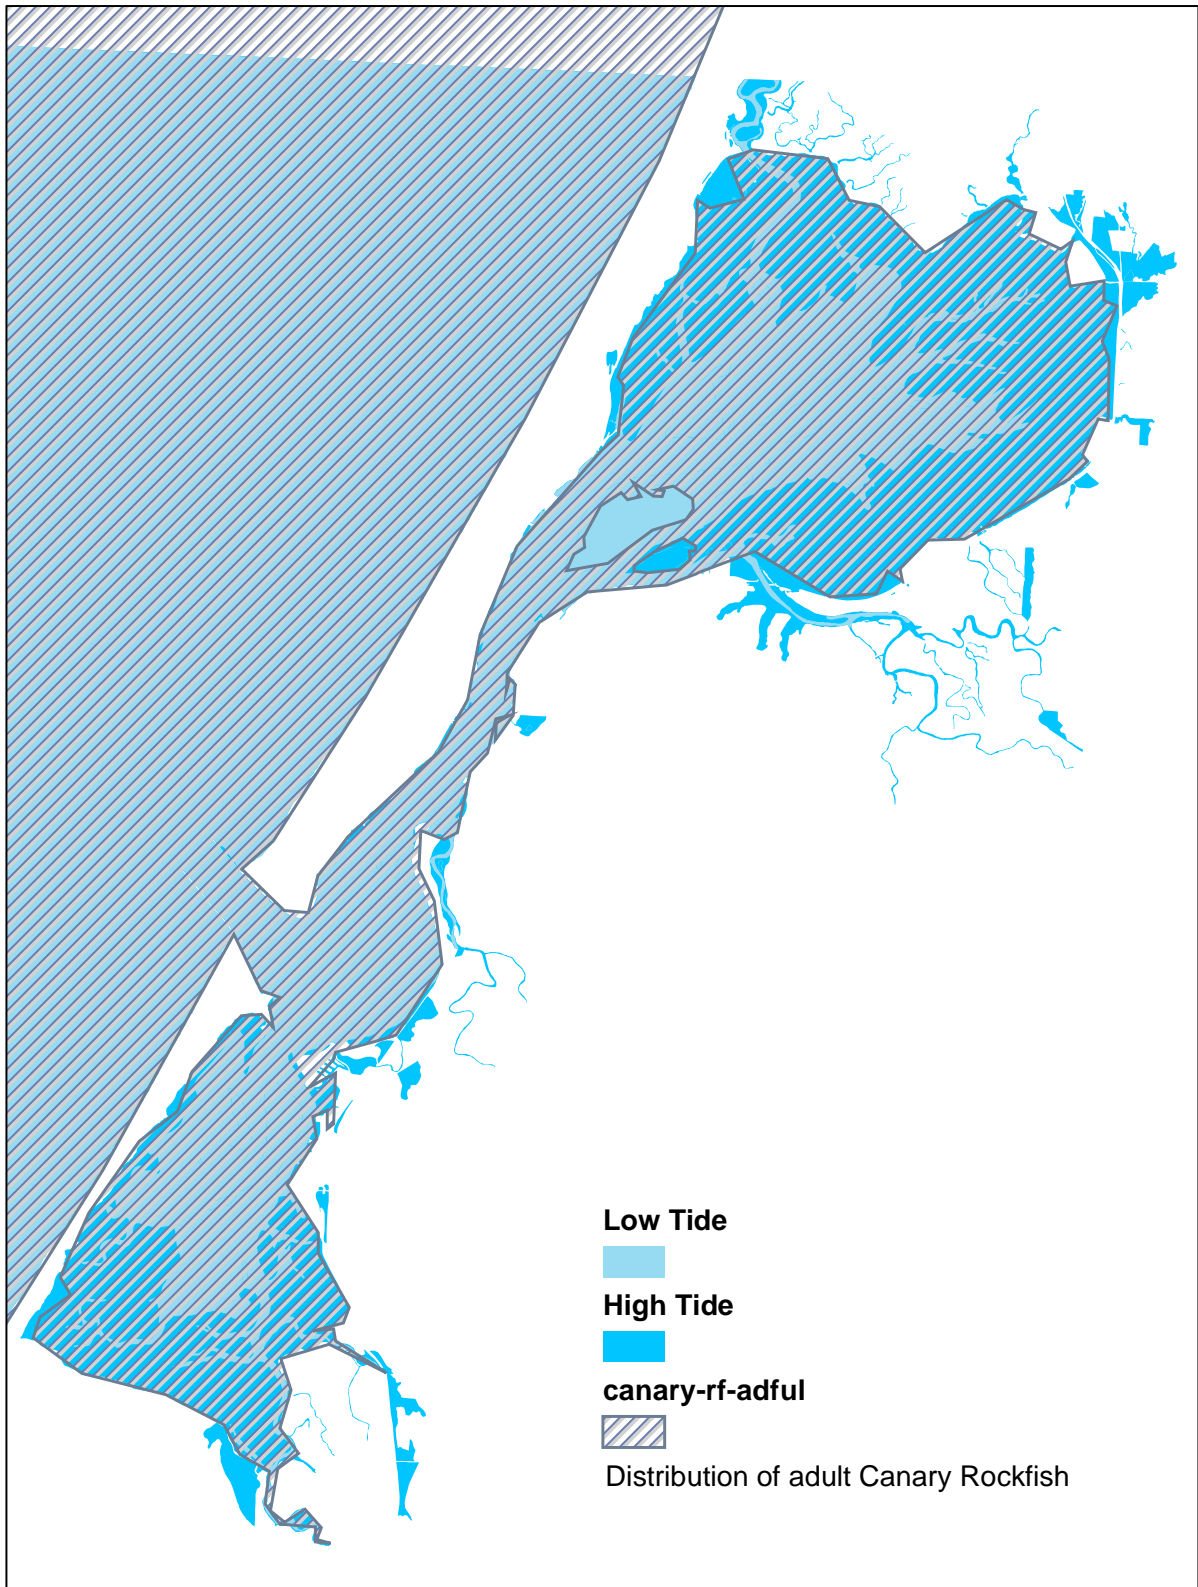 Low Tide
High Tide
canary-rf-adful
Distribution of adult Canary Rockfish